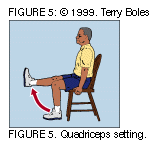 FIGURE 5: © 1999. Terry Boles
FIGURE 5. Quadriceps setting.